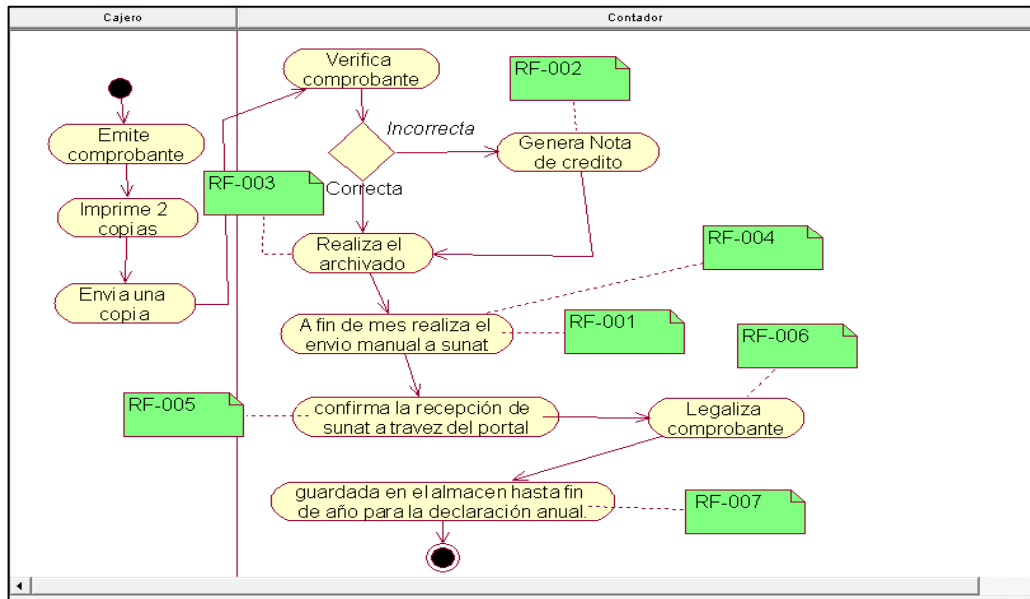 Cajero
Contador
Emite
comprobante
Imprime 2
copias
Envia una
copia
Verifica
comprobante
RF-002
Incorrecta
Genera Nota
de credito
RF-003
Correcta
Realiza el
archivado
RF-004
A fin de mes realiza el
envio manual a sunat
RF-001
RF-006
RF-005
confirma la recepción de
sunat a travez del portal
Legaliza
comprobante
guardada en el almacen hasta fin
de año para la declaración anual.
RF-007